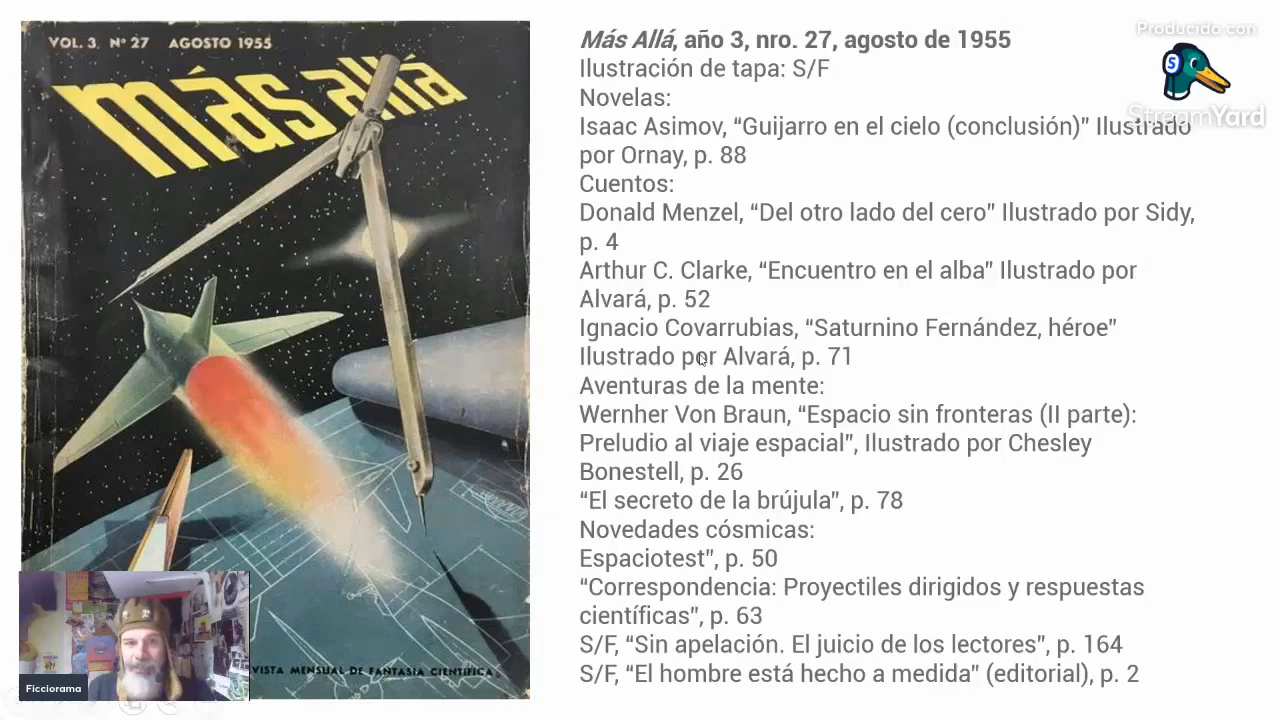 VOL. 3, Nº 27 AGOSTO 1955
más allá
VISTA MENSUAL DE FANTASIA CIENTIFICA
Ficciorama
Más Allá, año 3, nro. 27, agosto de 1955
Ilustración de tapa: S/F
Novelas:
Isaac Asimov, “Guijarro en el cielo (conclusión)” Ilustrado
por Ornay, p. 88
Cuentos:
Donald Menzel, “Del otro lado del cero” Ilustrado por Sidy,
p. 4
Arthur C. Clarke, “Encuentro en el alba” Ilustrado por
Alvará, p. 52
Ignacio Covarrubias, “Saturnino Fernández, héroe”
Ilustrado por Alvará, p. 71
Aventuras de la mente:
Wernher Von Braun, “Espacio sin fronteras (II parte):
Preludio al viaje espacial”, Ilustrado por Chesley
Bonestell, p. 26
“El secreto de la brújula”, p. 78
Novedades cósmicas:
Espaciotest”, p. 50
“Correspondencia: Proyectiles dirigidos y respuestas
científicas”, p. 63
S/F, “Sin apelación. El juicio de los lectores”, p. 164
S/F, “El hombre está hecho a medida” (editorial), p. 2
Producido con
S
StreamYard